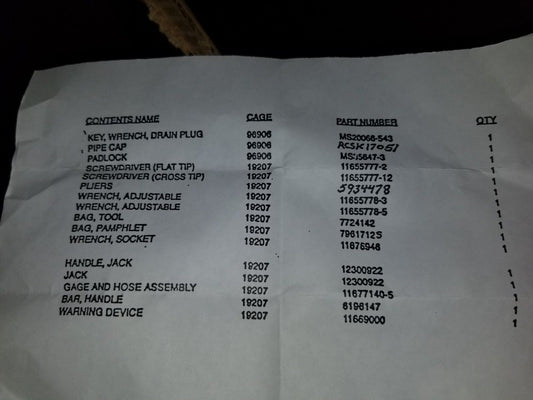 CONTENTS NAME CAGE PART NUMBER QTY
KEY, WRENCH, DRAIN PLUG 96906 MS20066-543 1
PIPE CAP 96906 ACSK17051 1
PADLOCK 96906 MS35647-3 1
SCREWDRIVER (FLAT TIP) 19207 11655777-2 1
SCREWDRIVER (CROSS TIP) 19207 11655777-12 1
PLIERS 19207 5934478 1
WRENCH, ADJUSTABLE 19207 11655778-3 1
WRENCH, ADJUSTABLE 19207 11655778-5 1
BAG, TOOL 19207 7724142 1
BAG, PAMPHLET 19207 7961712S 1
WRENCH, SOCKET 19207 11676946 1
HANDLE, JACK 19207 12300922 1
JACK 19207 12300922 1
GAGE AND HOSE ASSEMBLY 19207 11677140-5 1
BAR, HANDLE 19207 6196147 1
WARNING DEVICE 19207 11669000 1